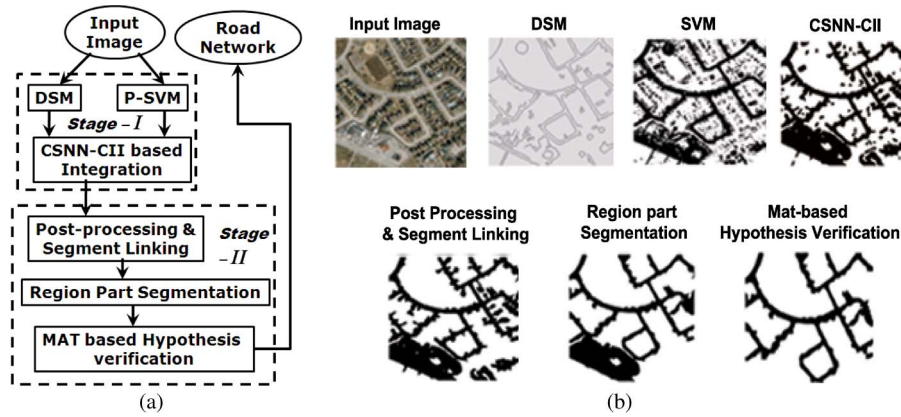 Input
Image
Road
Network
DSM
P-SVM
Stage - I
CSNN-CII based
Integration
Post-processing &
Segment Linking
Stage
- II
Region Part Segmentation
MAT based Hypothesis
verification
(a)
Input Image
DSM
SVM
CSNN-CII
Post Processing
& Segment Linking
Region part
Segmentation
Mat-based
Hypothesis Verification
(b)